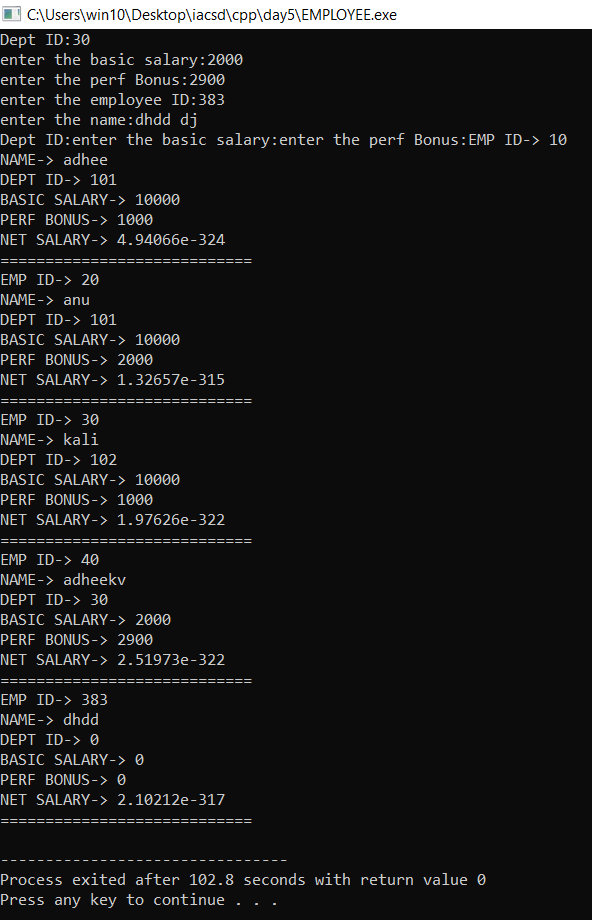 C:\Users\win10\Desktop\iacsd\cpp\day5\EMPLOYEE.exe
Dept ID:30
enter the basic salary:2000
enter the perf Bonus:2900
enter the employee ID:383
enter the name:dhdd dj
Dept ID:enter the basic salary:enter the perf Bonus:EMP ID-> 10
NAME-> adhee
DEPT ID-> 101
BASIC SALARY-> 10000
PERF BONUS-> 1000
NET SALARY-> 4.94066e-324
============================
EMP ID-> 20
NAME-> anu
DEPT ID-> 101
BASIC SALARY-> 10000
PERF BONUS-> 2000
NET SALARY-> 1.32657e-315
============================
EMP ID-> 30
NAME-> kali
DEPT ID-> 102
BASIC SALARY-> 10000
PERF BONUS-> 1000
NET SALARY-> 1.97626e-322
============================
EMP ID-> 40
NAME-> adheekv
DEPT ID-> 30
BASIC SALARY-> 2000
PERF BONUS-> 2900
NET SALARY-> 2.51973e-322
============================
EMP ID-> 383
NAME-> dhdd
DEPT ID-> 0
BASIC SALARY-> 0
PERF BONUS-> 0
NET SALARY-> 2.10212e-317
============================
--------------------------------
Process exited after 102.8 seconds with return value 0
Press any key to continue . . .